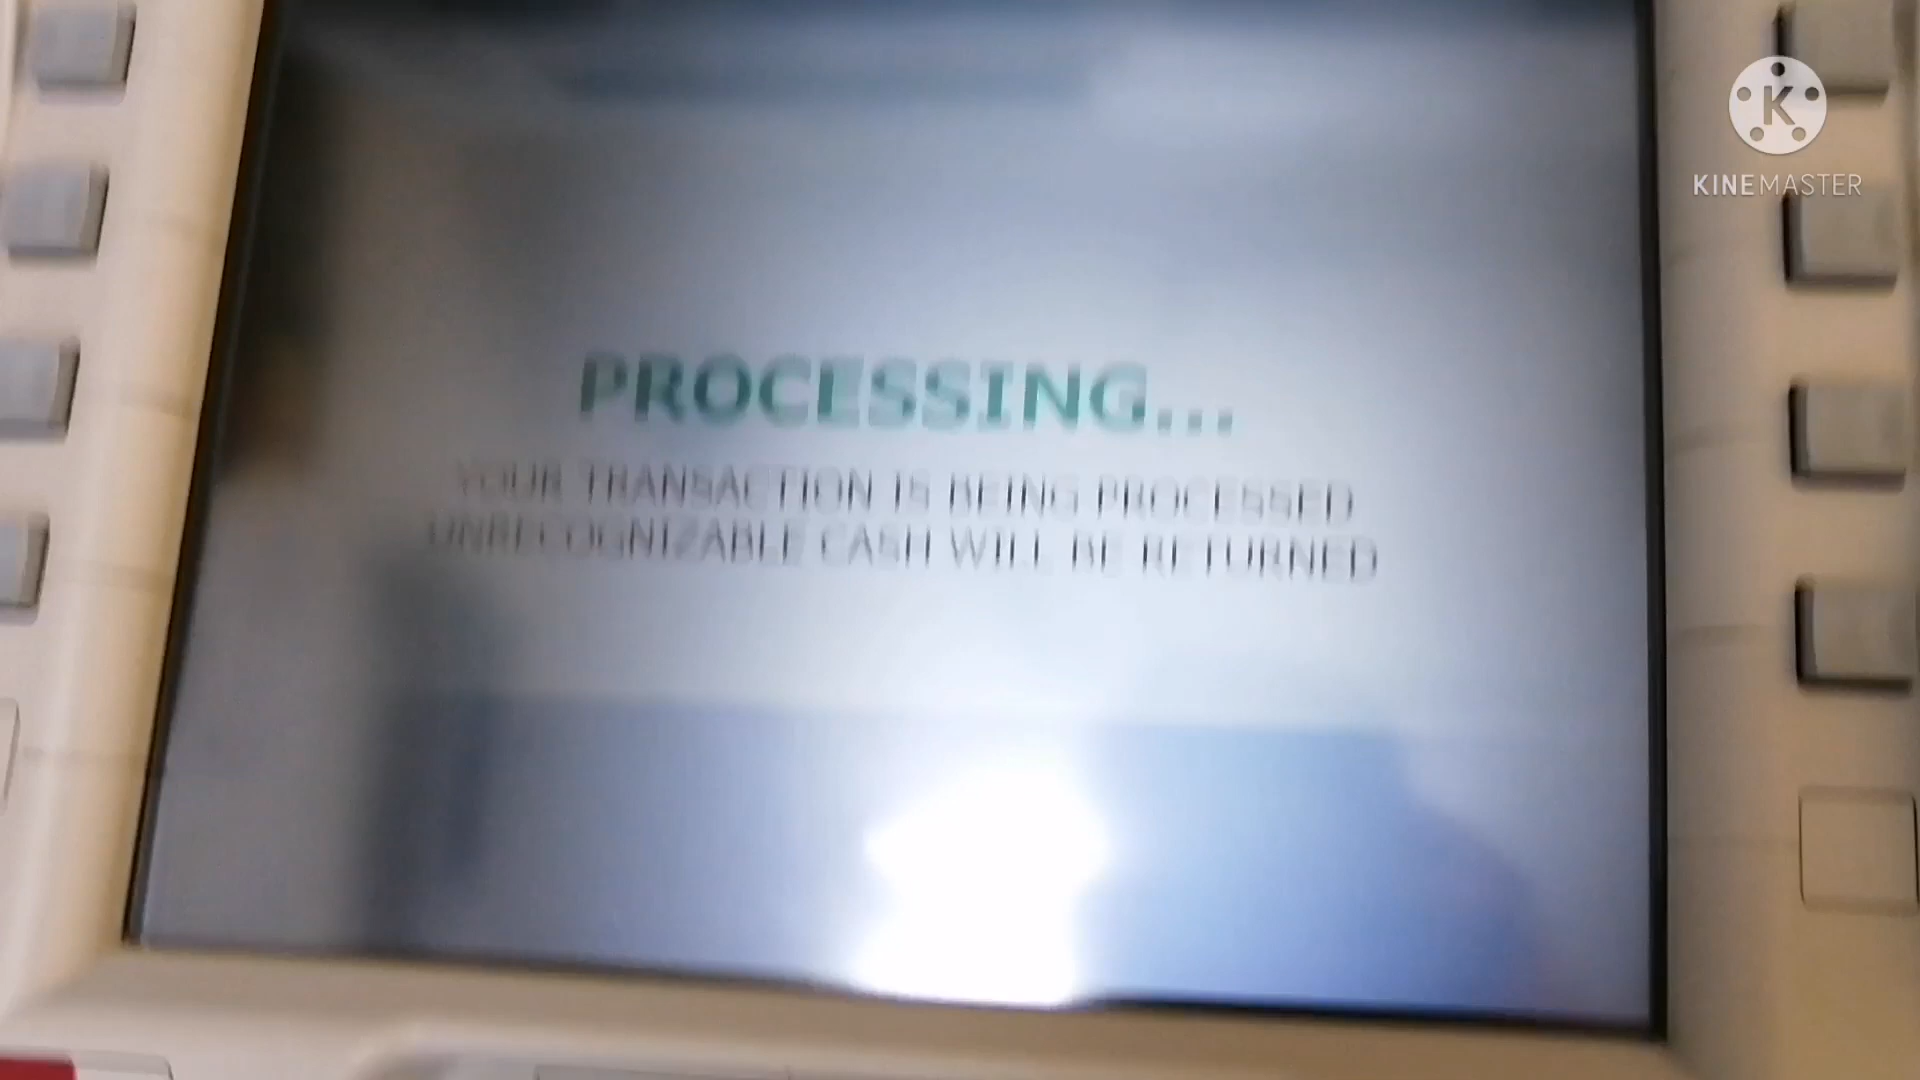 K
KINEMASTER
PROCESSING...
YOUR TRANSACTION IS BEING PROCESSED
UNRECOGNIZABLE CASH WILL BE RETURNED